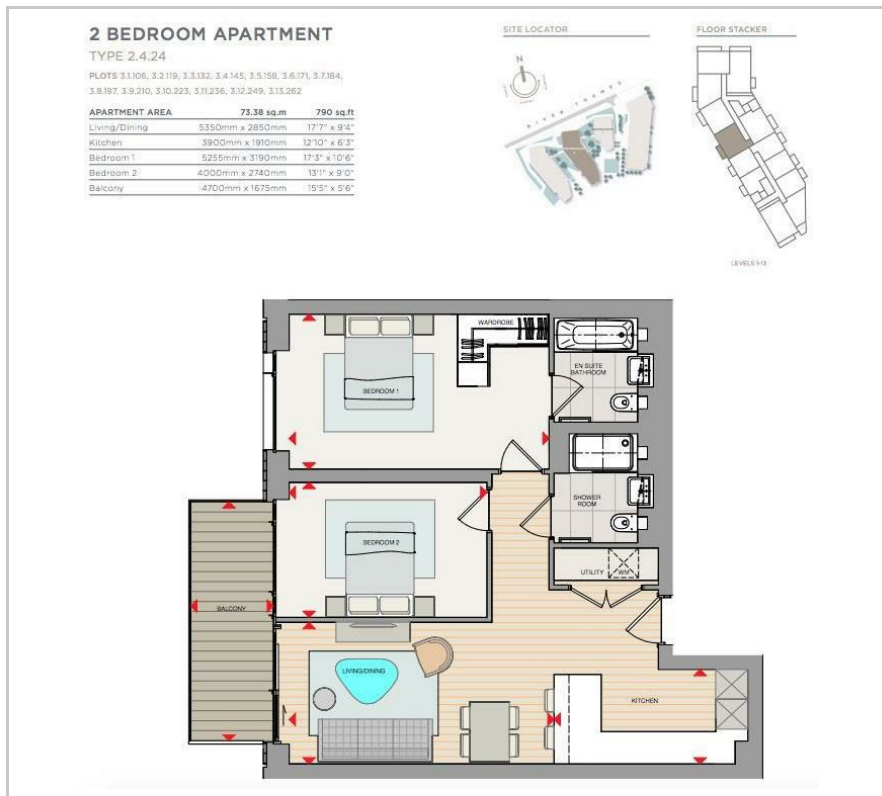 2 BEDROOM APARTMENT
TYPE 2.4.24
PLOTS 3.1.106, 3.2.119, 3.3.132, 3.4.145, 3.5.158, 3.6.171, 3.7.184,
3.8.197, 3.9.210, 3.10.223, 3.11.236, 3.12.249, 3.13.262
APARTMENT AREA 73.38 sq.m 790 sq.ft
Living/Dining 5350mm x 2850mm 17'7" x 9'4"
Kitchen 3900mm x 1910mm 12'10" x 6'3"
Bedroom 1 5255mm x 3190mm 17'3" x 10'6"
Bedroom 2 4000mm x 2740mm 13'1" x 9'0"
Balcony 4700mm x 1675mm 15'5" x 5'6"
SITE LOCATOR
N
FLOOR STACKER
LEVELS 1-13
WARDROBE
BEDROOM 1
EN SUITE
BATHROOM
SHOWER
ROOM
BEDROOM 2
UTILITY WM
BALCONY
LIVING/DINING
KITCHEN